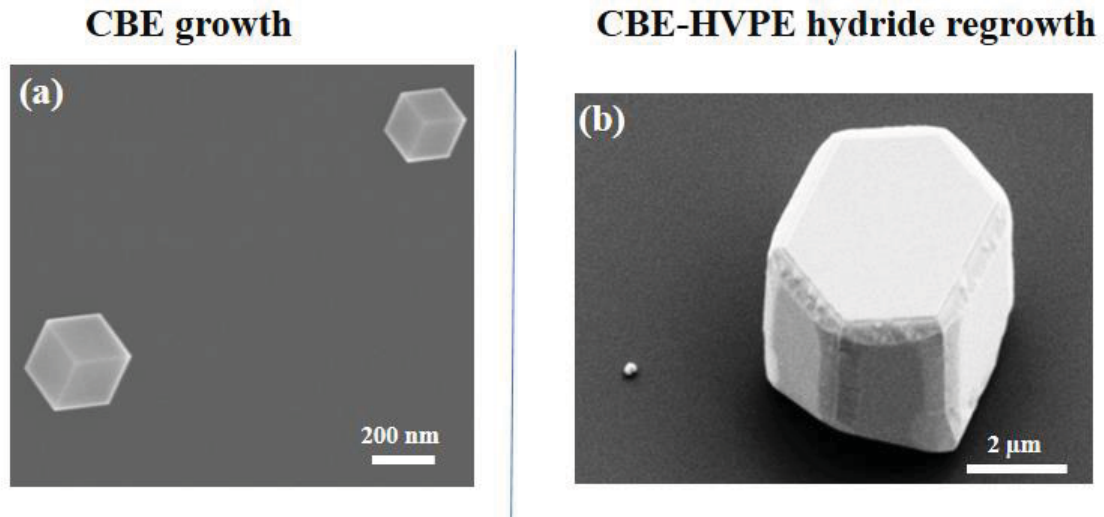 CBE growth
CBE-HVPE hydride regrowth
(a)
(b)
200 nm
2 μm